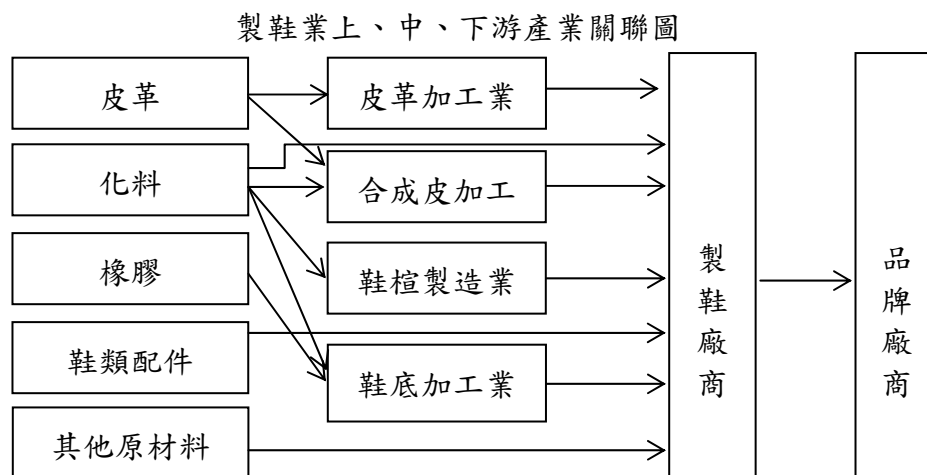 製鞋業上、中、下游產業關聯圖
皮革
皮革加工業
化料
合成皮加工
橡膠
鞋楦製造業
鞋類配件
鞋底加工業
其他原材料
製鞋廠商
品牌廠商